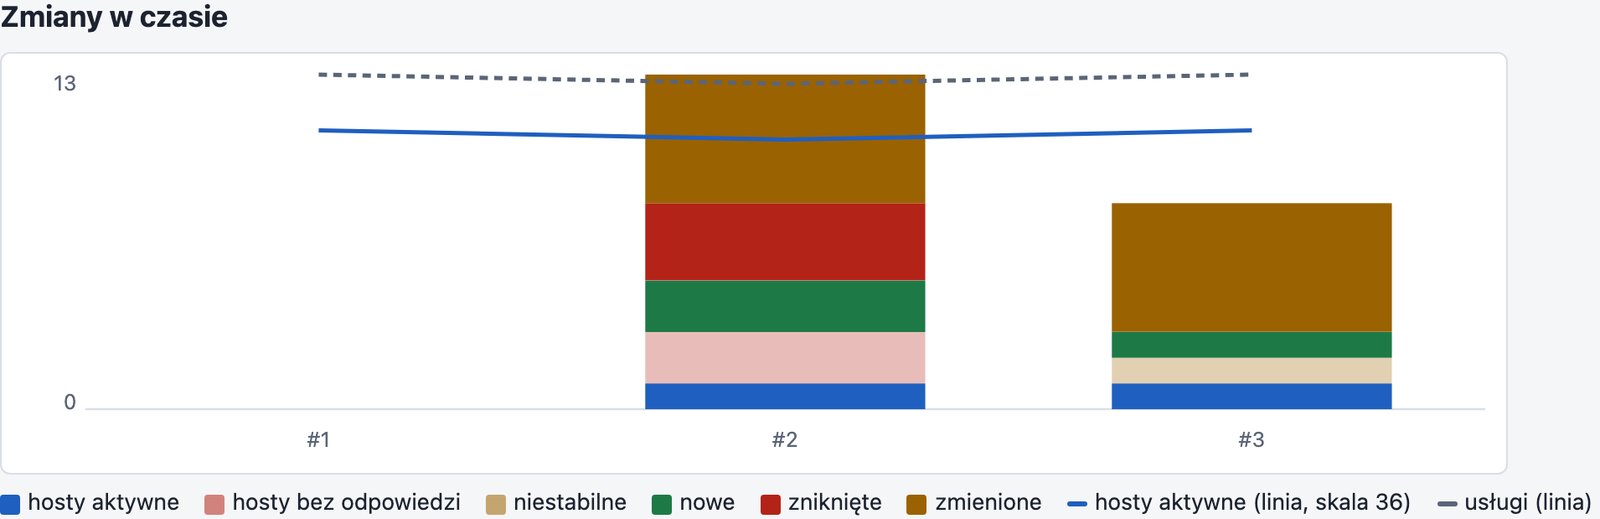 Zmiany w czasie
13
0
#1 #2 #3
hosty aktywne hosty bez odpowiedzi niestabilne nowe zniknięte zmienione hosty aktywne (linia, skala 36) usługi (linia)